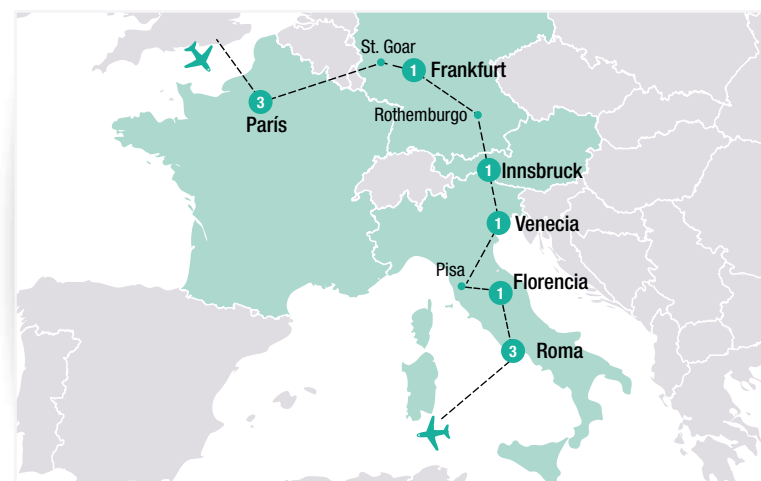 St. Goar
1
Frankfurt
3
París
Rothemburgo
1
Innsbruck
1
Venecia
Pisa
1
Florencia
3
Roma